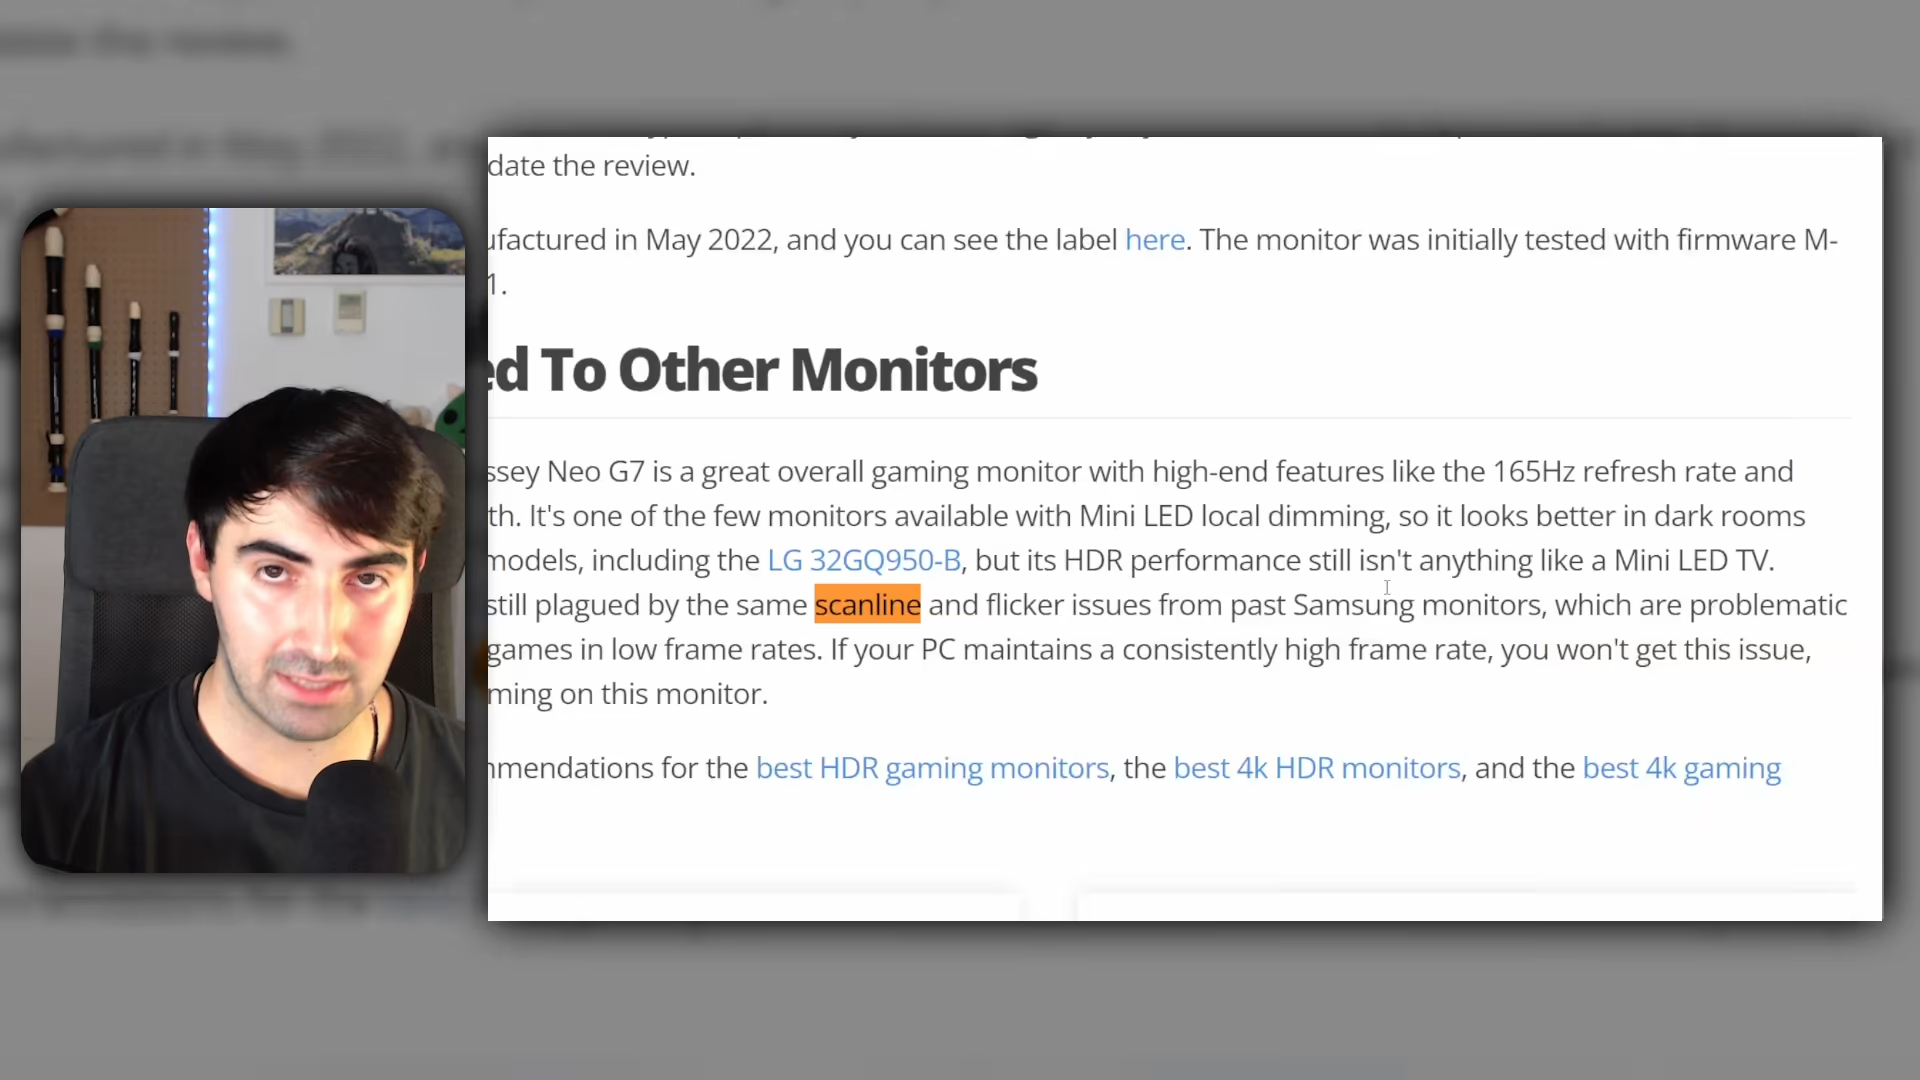 date the review.
ufactured in May 2022, and you can see the label here. The monitor was initially tested with firmware M-
1.
ed To Other Monitors
ssey Neo G7 is a great overall gaming monitor with high-end features like the 165Hz refresh rate and
th. It's one of the few monitors available with Mini LED local dimming, so it looks better in dark rooms
models, including the LG 32GQ950-B, but its HDR performance still isn't anything like a Mini LED TV.
still plagued by the same scanline and flicker issues from past Samsung monitors, which are problematic
games in low frame rates. If your PC maintains a consistently high frame rate, you won't get this issue,
ming on this monitor.
mmendations for the best HDR gaming monitors, the best 4k HDR monitors, and the best 4k gaming